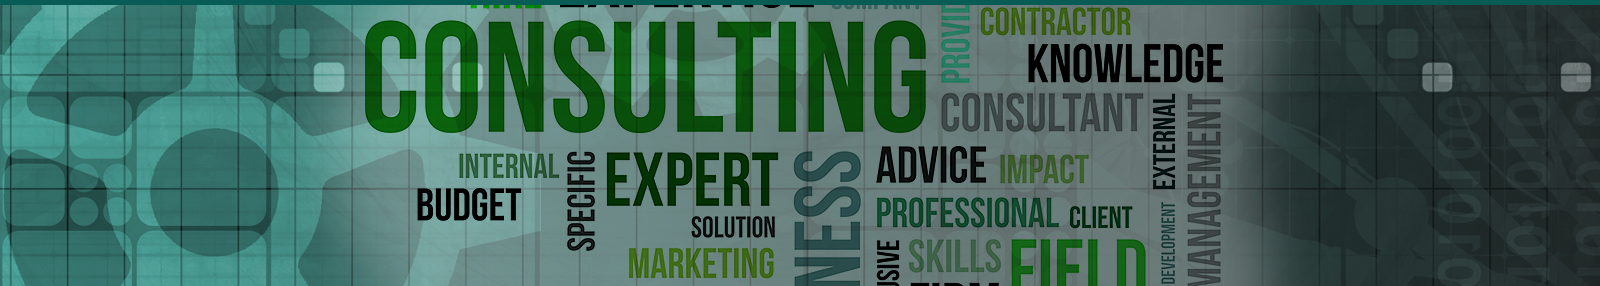 COMPANY
CONTRACTOR
CONSULTING
KNOWLEDGE
CONSULTANT
EXTERNAL
MANAGEMENT
INTERNAL
SPECIFIC
EXPERT
ADVICE
IMPACT
BUDGET
SOLUTION
PROFESSIONAL
CLIENT
DEVELOPMENT
MARKETING
SKILLS
FIELD